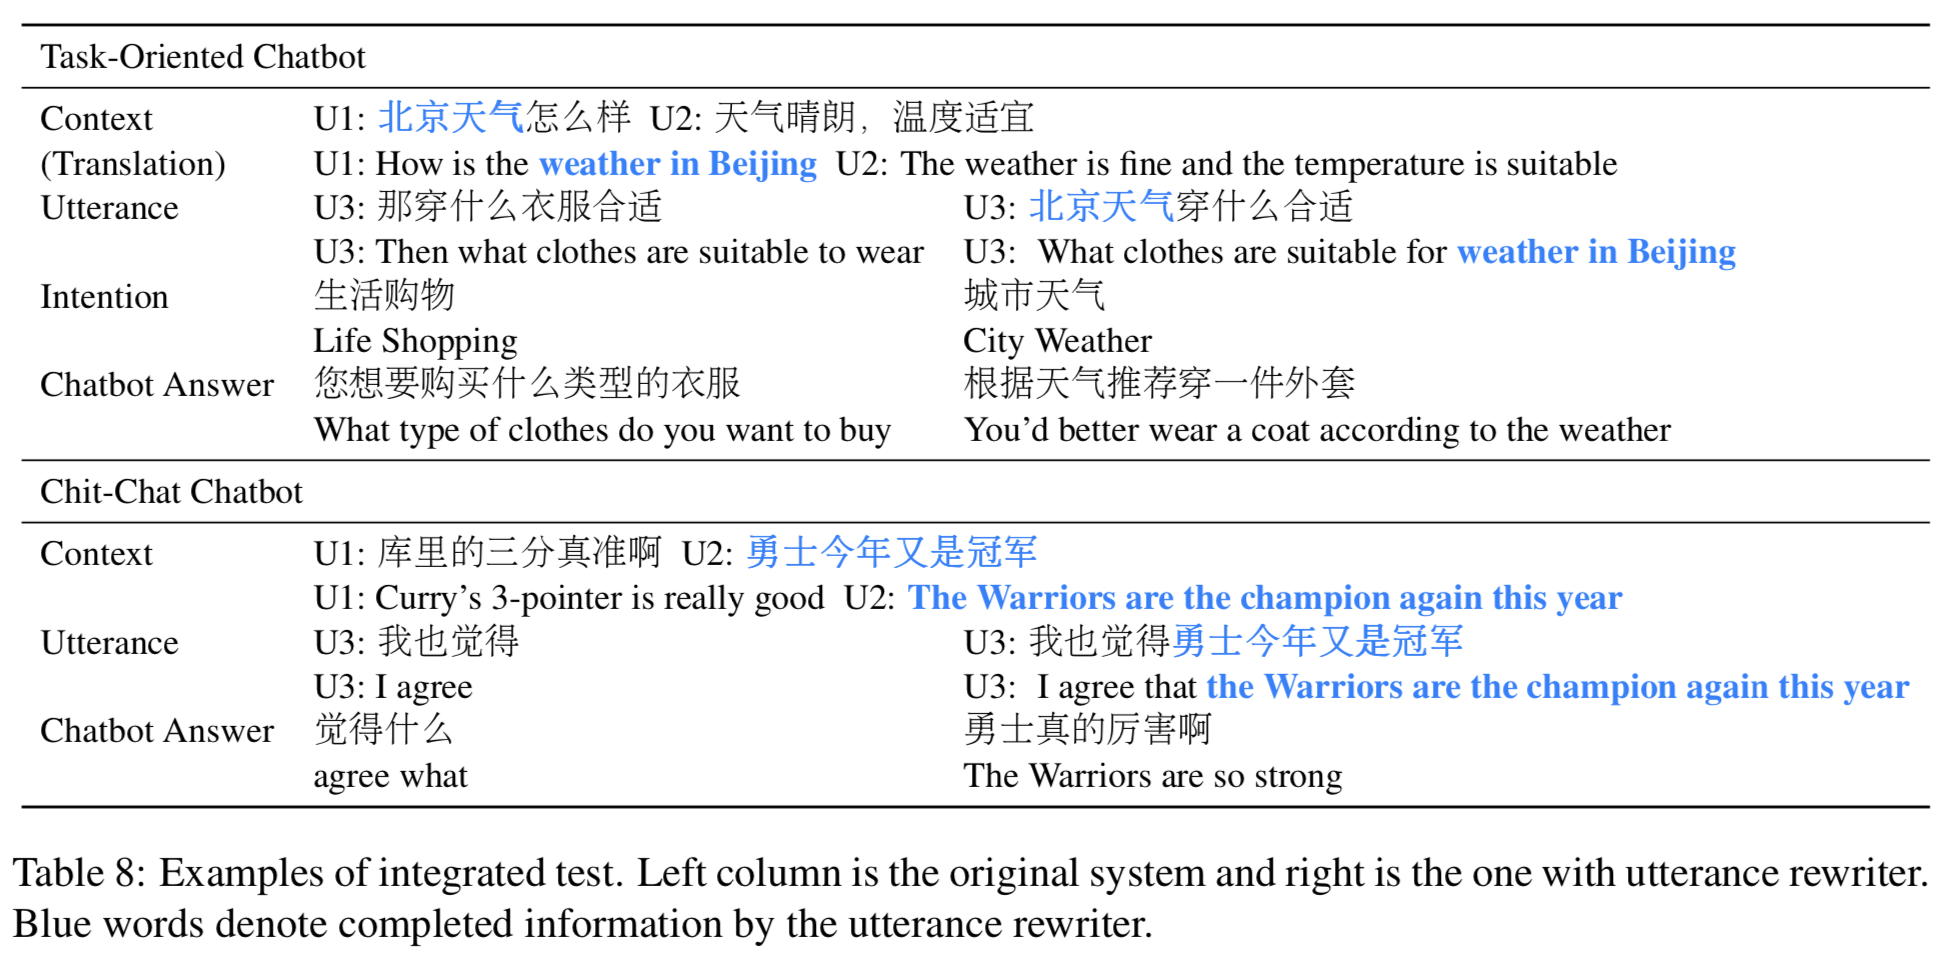 Task-Oriented Chatbot
Context U1: 北京天气怎么样 U2: 天气晴朗，温度适宜
(Translation) U1: How is the weather in Beijing U2: The weather is fine and the temperature is suitable
Utterance U3: 那穿什么衣服合适 U3: 北京天气穿什么合适
U3: Then what clothes are suitable to wear U3: What clothes are suitable for weather in Beijing
Intention 生活购物 城市天气
Life Shopping City Weather
Chatbot Answer 您想要购买什么类型的衣服 根据天气推荐穿一件外套
What type of clothes do you want to buy You'd better wear a coat according to the weather
Chit-Chat Chatbot
Context U1: 库里的三分真准啊 U2: 勇士今年又是冠军
U1: Curry's 3-pointer is really good U2: The Warriors are the champion again this year
Utterance U3: 我也觉得 U3: 我也觉得勇士今年又是冠军
U3: I agree U3: I agree that the Warriors are the champion again this year
Chatbot Answer 觉得什么 勇士真的厉害啊
agree what The Warriors are so strong
Table 8: Examples of integrated test. Left column is the original system and right is the one with utterance rewriter.
Blue words denote completed information by the utterance rewriter.